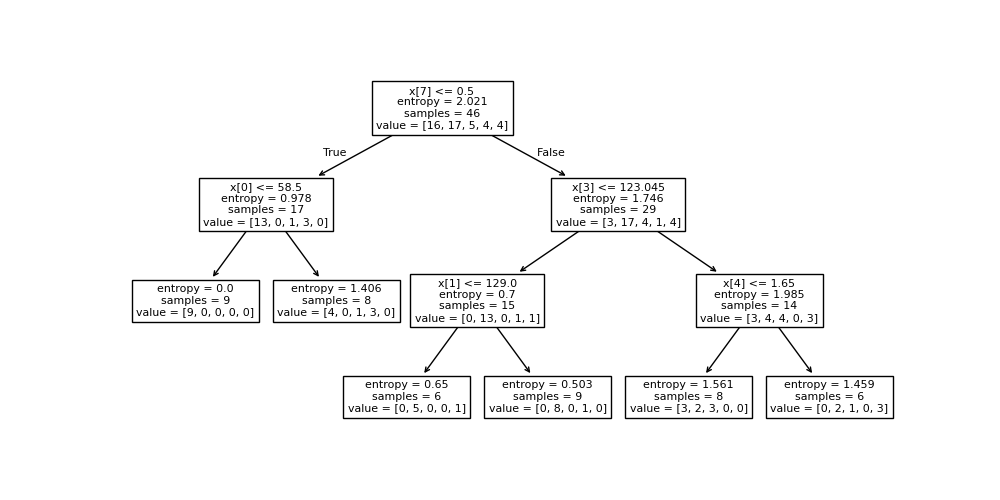 x[7] <= 0.5
entropy = 2.021
samples = 46
value = [16, 17, 5, 4, 4]
True
False
x[0] <= 58.5
entropy = 0.978
samples = 17
value = [13, 0, 1, 3, 0]
x[3] <= 123.045
entropy = 1.746
samples = 29
value = [3, 17, 4, 1, 4]
entropy = 0.0
samples = 9
value = [9, 0, 0, 0, 0]
entropy = 1.406
samples = 8
value = [4, 0, 1, 3, 0]
x[1] <= 129.0
entropy = 0.7
samples = 15
value = [0, 13, 0, 1, 1]
x[4] <= 1.65
entropy = 1.985
samples = 14
value = [3, 4, 4, 0, 3]
entropy = 0.65
samples = 6
value = [0, 5, 0, 0, 1]
entropy = 0.503
samples = 9
value = [0, 8, 0, 1, 0]
entropy = 1.561
samples = 8
value = [3, 2, 3, 0, 0]
entropy = 1.459
samples = 6
value = [0, 2, 1, 0, 3]